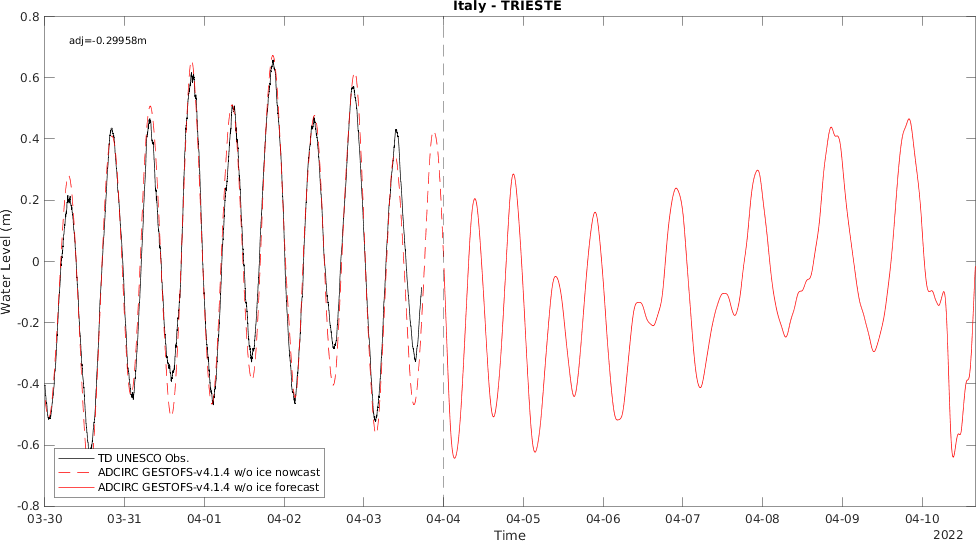 Italy - TRIESTE
adj=-0.29958m
0.8
0.6
0.4
0.2
0
-0.2
-0.4
-0.6
-0.8
Water Level (m)
TD UNESCO Obs.
ADCIRC GESTOFS-v4.1.4 w/o ice nowcast
ADCIRC GESTOFS-v4.1.4 w/o ice forecast
03-30 03-31 04-01 04-02 04-03 04-04 04-05 04-06 04-07 04-08 04-09 04-10
Time
2022